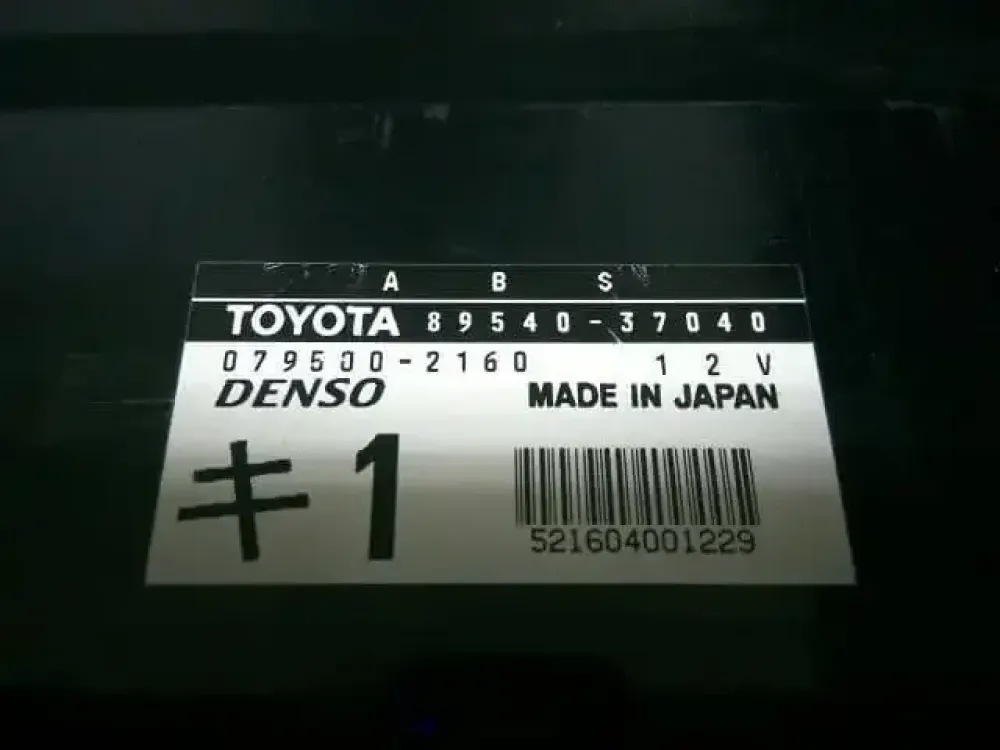 A B S
TOYOTA 89540-37040
079500-2160 12V
DENSO MADE IN JAPAN
キ1
521604001229